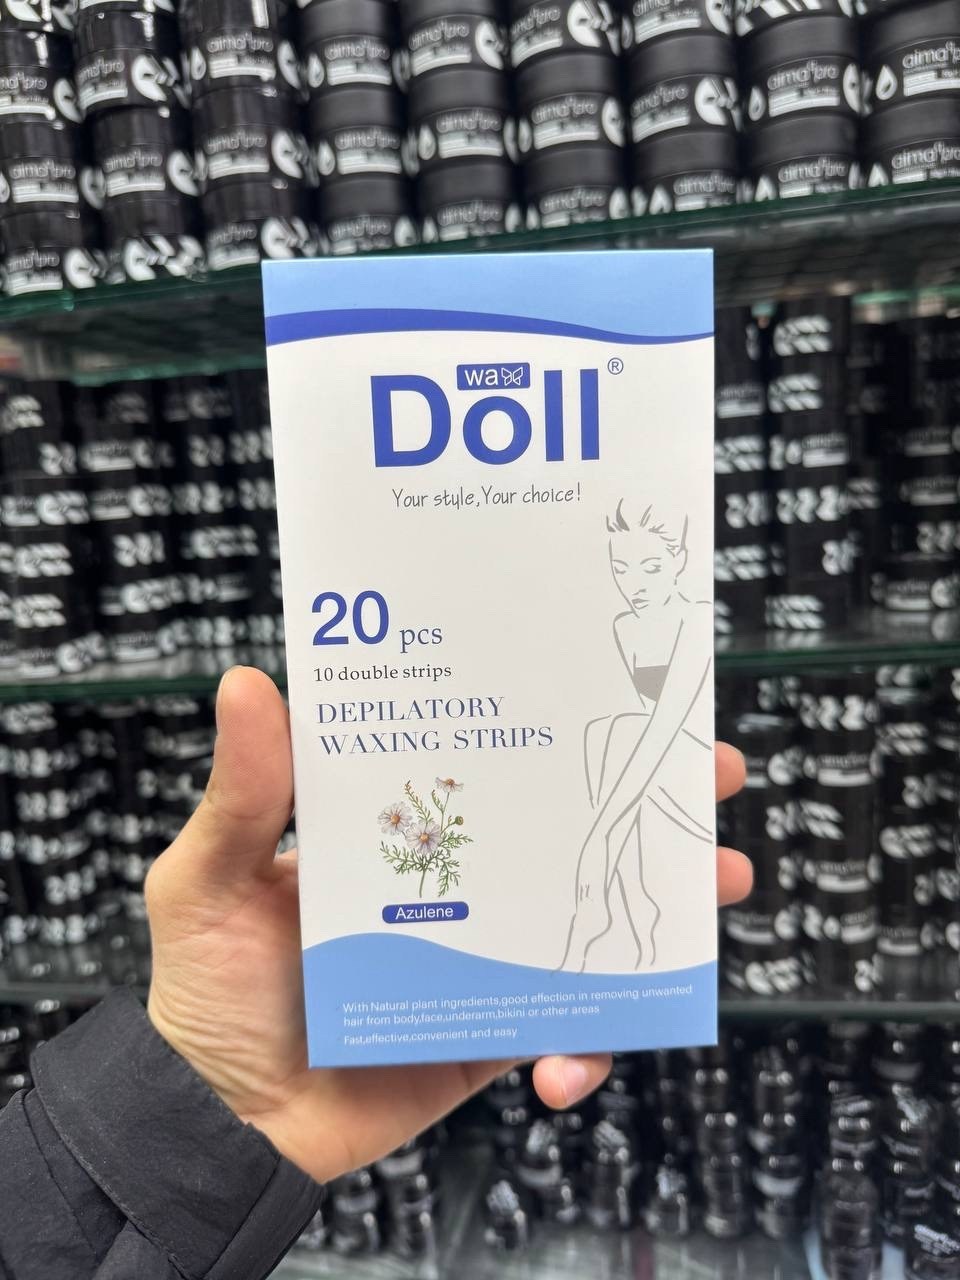 aima pro
wax
Doll®
Your style,Your choice!
20 pcs
10 double strips
DEPILATORY
WAXING STRIPS
Azulene
With Natural plant ingredients,good effection in removing unwanted
hair from body,face,underarm,bikini or other areas
Fast,effective,convenient and easy